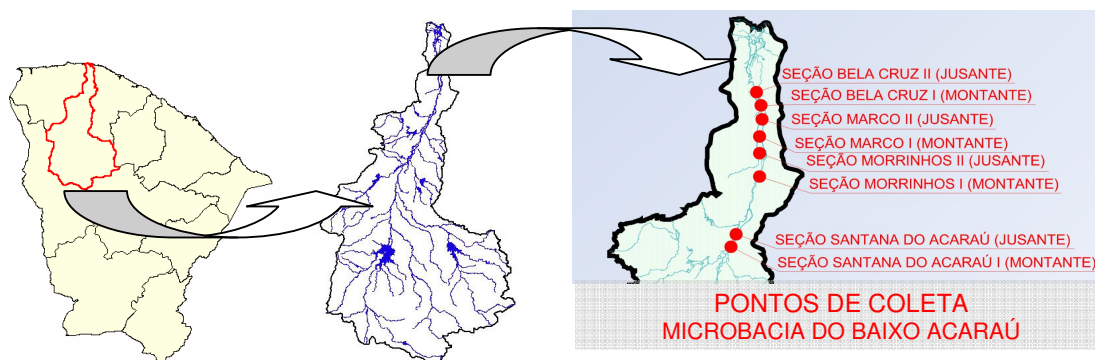 SEÇÃO BELA CRUZ II (JUSANTE)
SEÇÃO BELA CRUZ I (MONTANTE)
SEÇÃO MARCO II (JUSANTE)
SEÇÃO MARCO I (MONTANTE)
SEÇÃO MORRINHOS II (JUSANTE)
SEÇÃO MORRINHOS I (MONTANTE)
SEÇÃO SANTANA DO ACARAÚ (JUSANTE)
SEÇÃO SANTANA DO ACARAÚ I (MONTANTE)
PONTOS DE COLETA
MICROBACIA DO BAIXO ACARAÚ